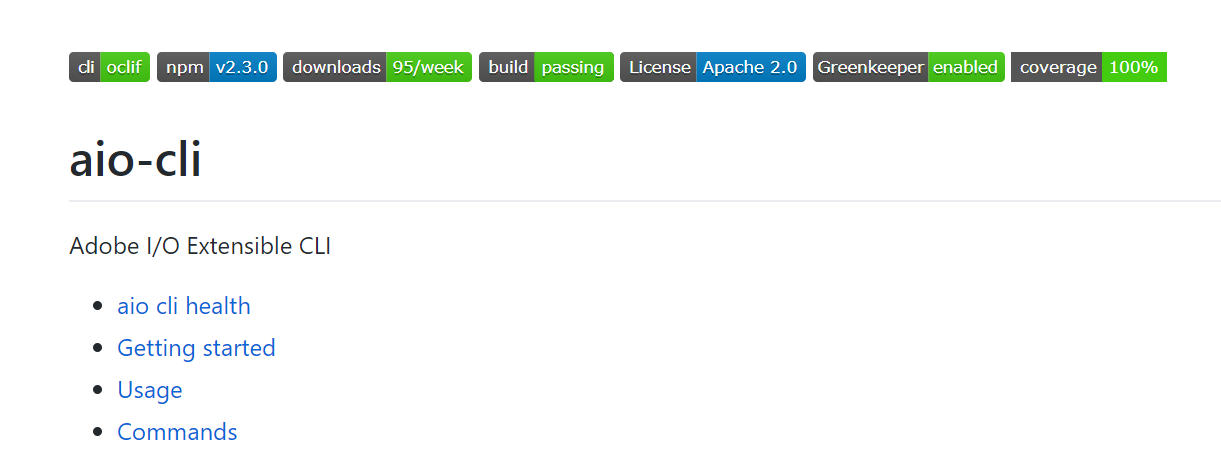 cli oclif npm v2.3.0 downloads 95/week build passing License Apache 2.0 Greenkeeper enabled coverage 100%
aio-cli
Adobe I/O Extensible CLI
aio cli health
Getting started
Usage
Commands